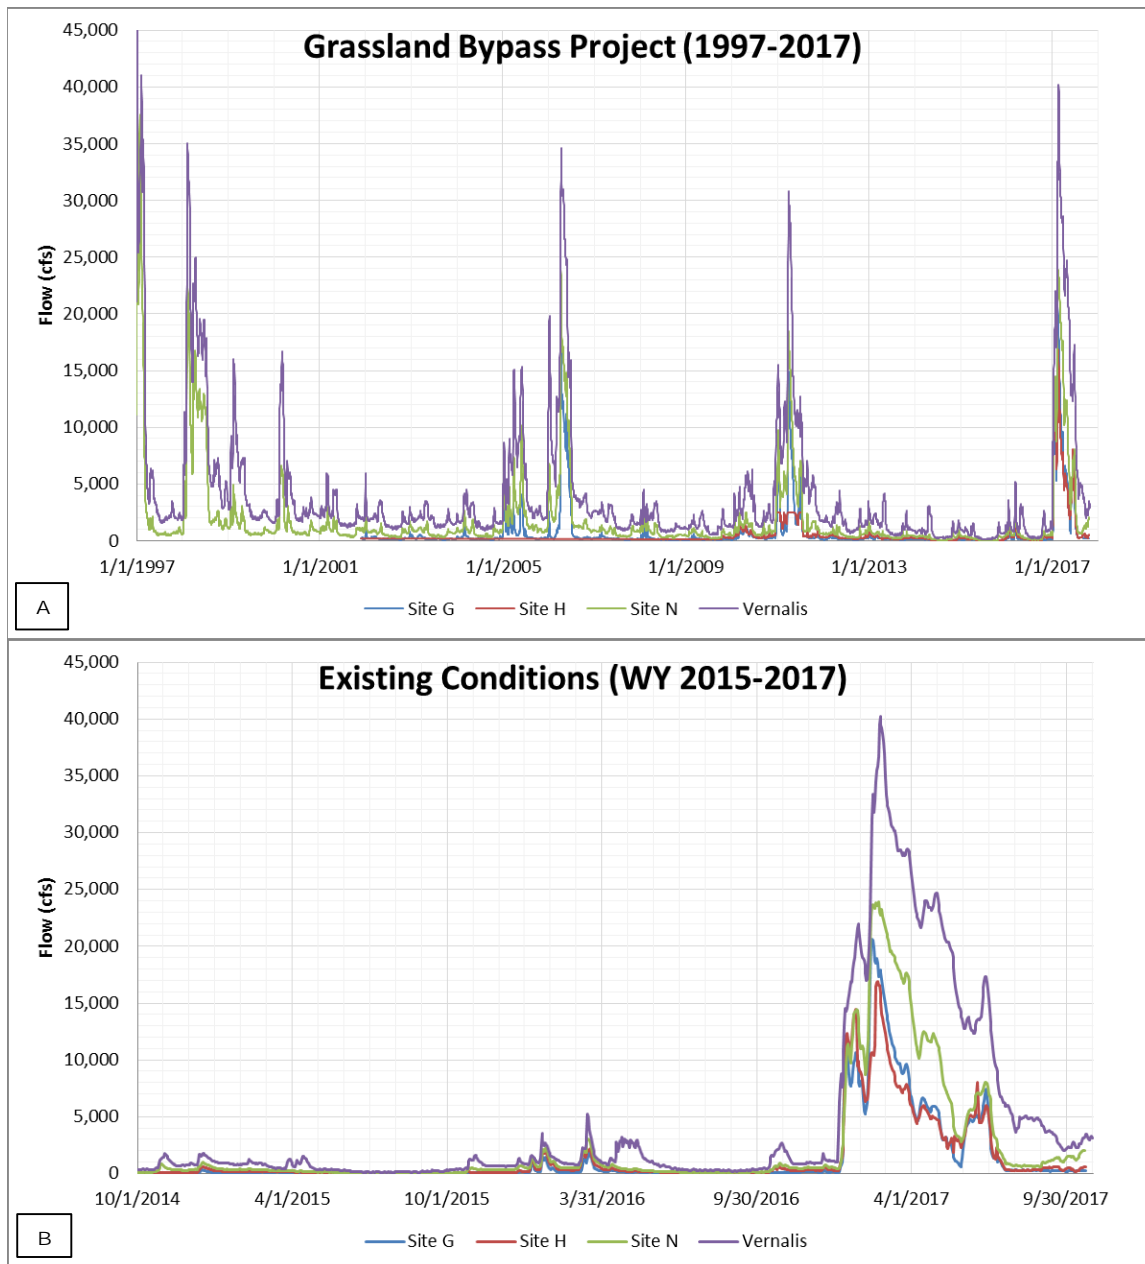 Grassland Bypass Project (1997-2017)
45,000
40,000
35,000
30,000
25,000
20,000
15,000
10,000
5,000
0
Flow (cfs)
1/1/1997 1/1/2001 1/1/2005 1/1/2009 1/1/2013 1/1/2017
Site G Site H Site N Vernalis
A
Existing Conditions (WY 2015-2017)
45,000
40,000
35,000
30,000
25,000
20,000
15,000
10,000
5,000
0
Flow (cfs)
10/1/2014 4/1/2015 10/1/2015 3/31/2016 9/30/2016 4/1/2017 9/30/2017
Site G Site H Site N Vernalis
B